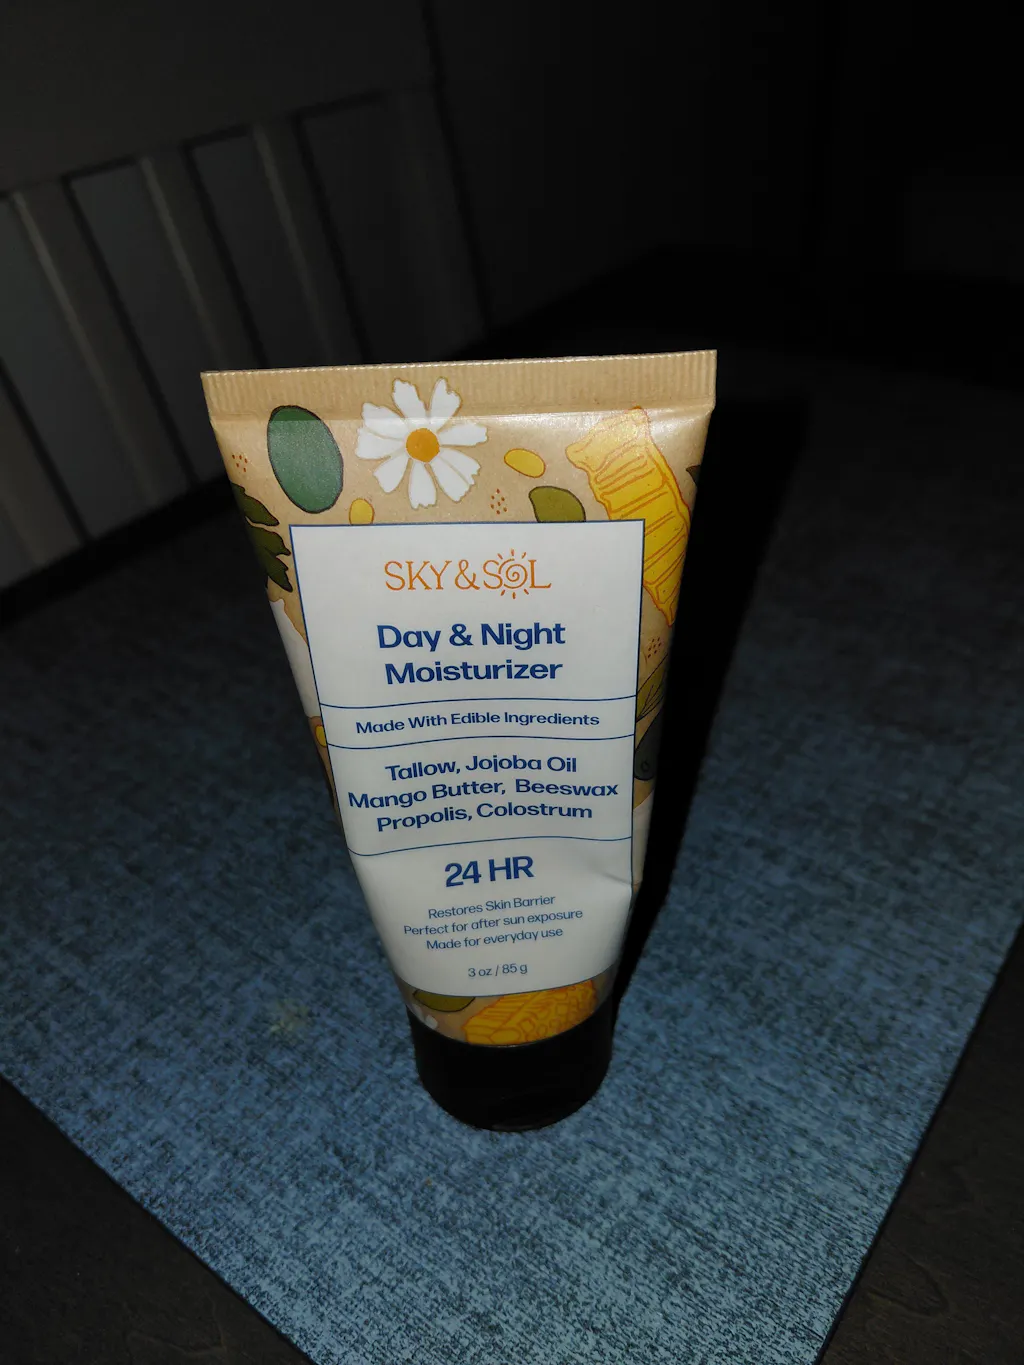 SKY & SOL
Day & Night
Moisturizer
Made With Edible Ingredients
Tallow, Jojoba Oil
Mango Butter, Beeswax
Propolis, Colostrum
24 HR
Restores Skin Barrier
Perfect for after sun exposure
Made for everyday use
3 oz / 85 g